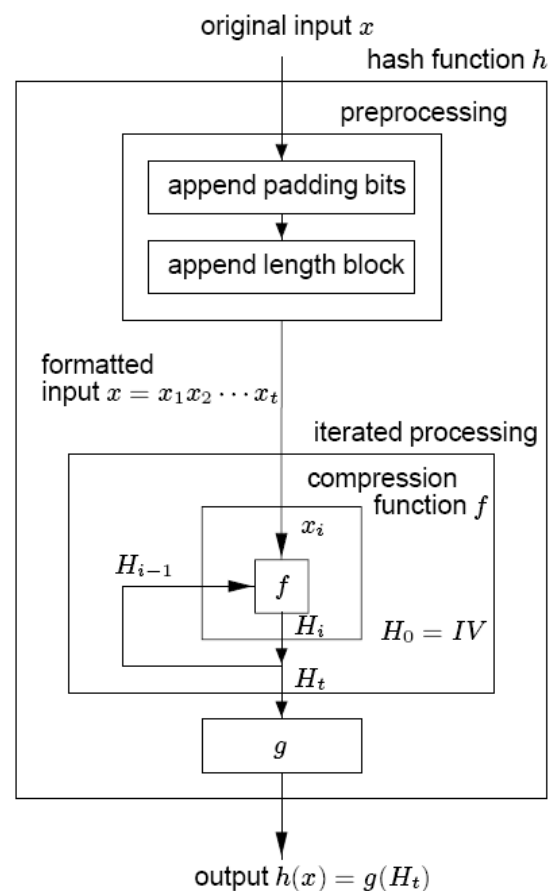 original input x
hash function h
preprocessing
append padding bits
append length block
formatted
input x = x₁x₂ ⋯ xₜ
iterated processing
compression
function f
xᵢ
Hᵢ₋₁
f
Hᵢ
H₀ = IV
Hₜ
g
output h(x) = g(Hₜ)